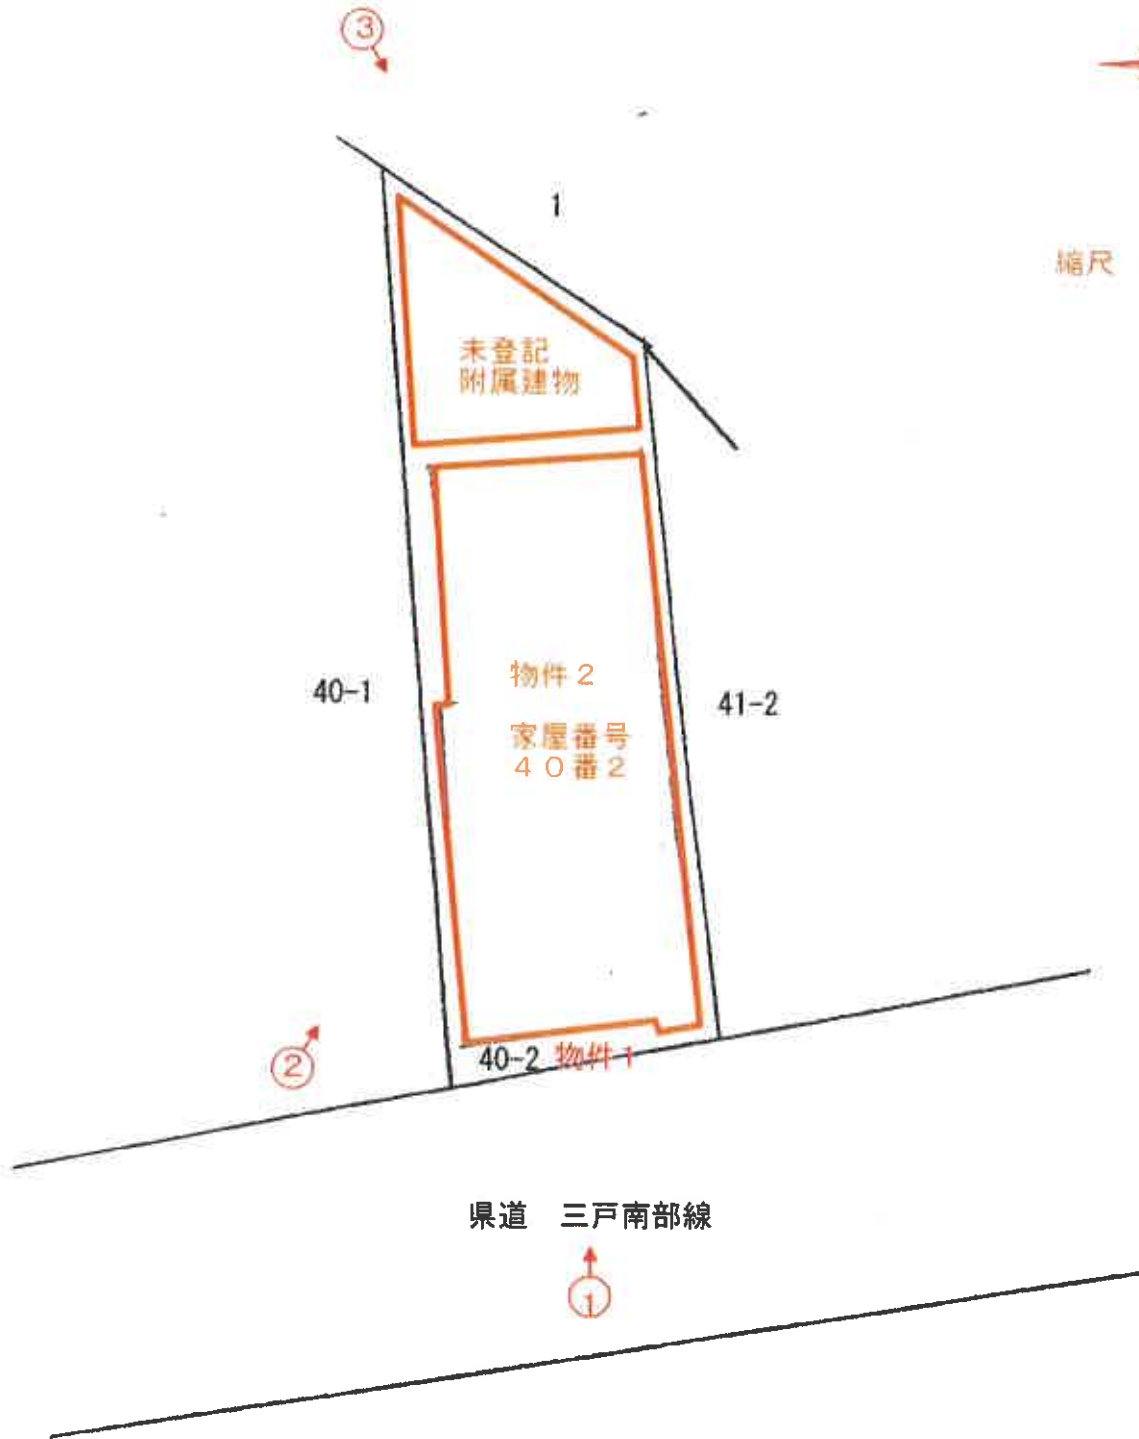 ③
1
縮尺
未登記
附属建物
40-1
物件２
41-2
家屋番号
４０番２
②
40-2 物件１
県道　三戸南部線
①